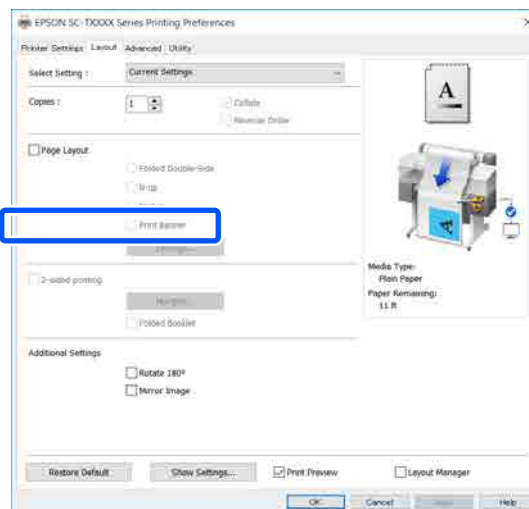 EPSON SC-TXXXX Series Printing Preferences
Printer Settings Layout Advanced Utility
Select Setting : Current Settings
Copies : 1 Collate
Reverse Order
A
Page Layout
Folded Double-Side
N-up
Print Banner
2-sided printing
Folded Booklet
Media Type:
Plain Paper
Paper Remaining:
11 ft
Additional Settings
Rotate 180º
Mirror Image
Restore Default Show Settings... Print Preview Layout Manager
OK Cancel Help